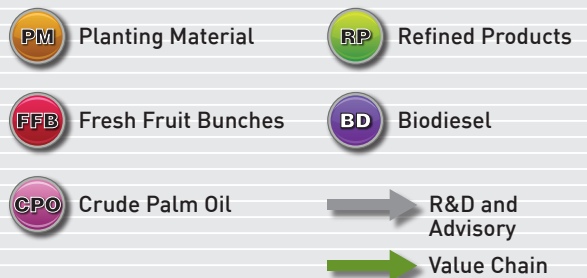 PM Planting Material
FFB Fresh Fruit Bunches
CPO Crude Palm Oil
RP Refined Products
BD Biodiesel
R&D and
Advisory
Value Chain